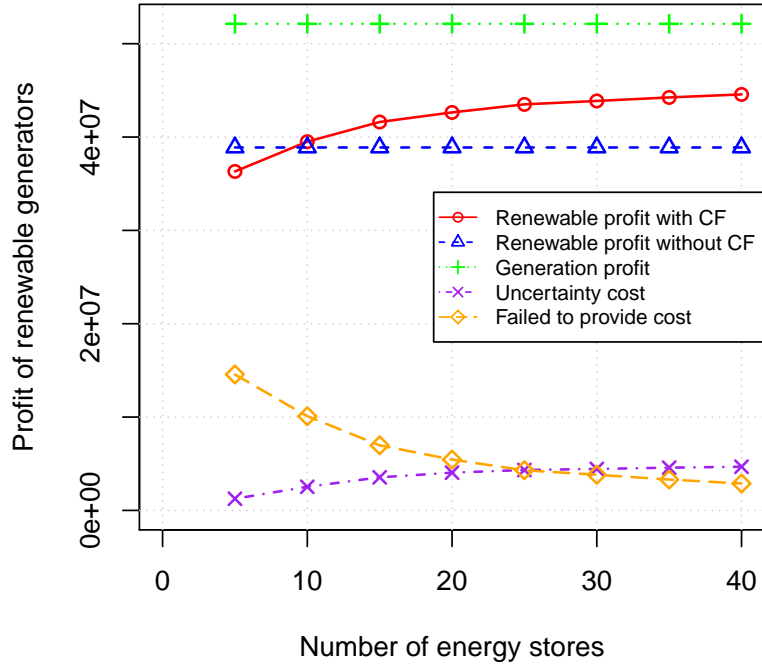 Profit of renewable generators
4e+07
2e+07
0e+00
Renewable profit with CF
Renewable profit without CF
Generation profit
Uncertainty cost
Failed to provide cost
0 10 20 30 40
Number of energy stores